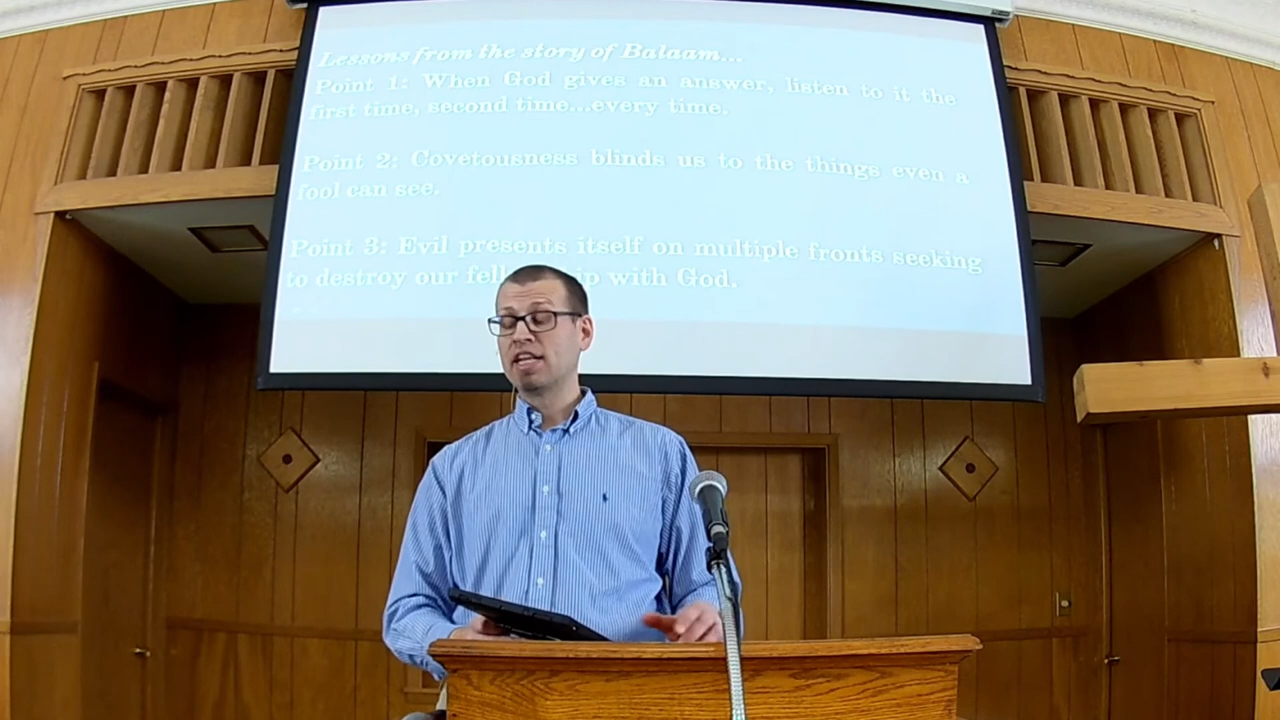 Lessons from the story of Balaam...
Point 1: When God gives an answer, listen to it the
first time, second time...every time.
Point 2: Covetousness blinds us to the things even a
fool can see.
Point 3: Evil presents itself on multiple fronts seeking
to destroy our fell ip with God.